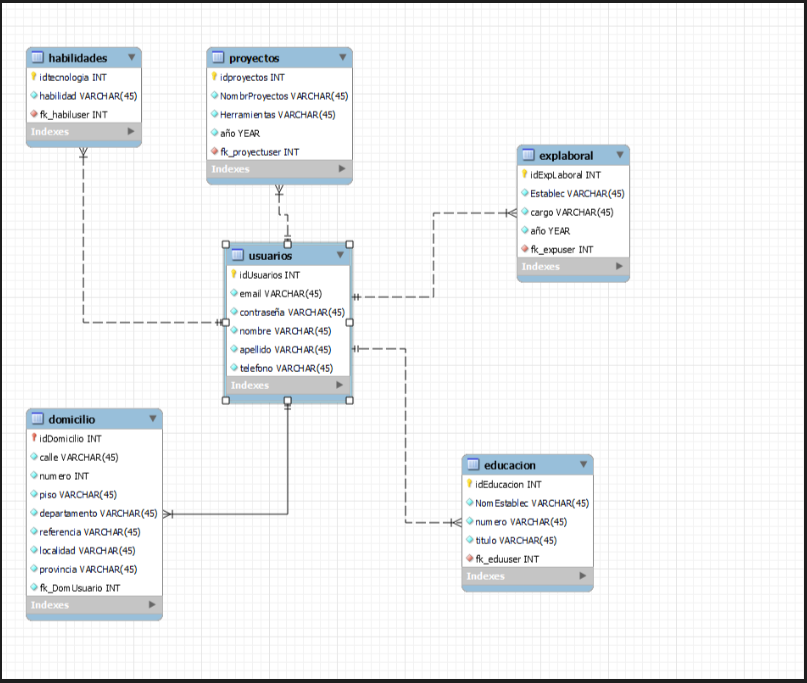 habilidades
idtecnologia INT
habilidad VARCHAR(45)
fk_habiluser INT
Indexes
proyectos
idproyectos INT
NombrProyectos VARCHAR(45)
Herramientas VARCHAR(45)
año YEAR
fk_proyectuser INT
Indexes
explaboral
idExpLaboral INT
Establec VARCHAR(45)
cargo VARCHAR(45)
año YEAR
fk_expuser INT
Indexes
usuarios
idUsuarios INT
email VARCHAR(45)
contraseña VARCHAR(45)
nombre VARCHAR(45)
apellido VARCHAR(45)
telefono VARCHAR(45)
Indexes
domicilio
idDomicilio INT
calle VARCHAR(45)
numero INT
piso VARCHAR(45)
departamento VARCHAR(45)
referencia VARCHAR(45)
localidad VARCHAR(45)
provincia VARCHAR(45)
fk_DomUsuario INT
Indexes
educacion
idEducacion INT
NomEstablec VARCHAR(45)
numero VARCHAR(45)
titulo VARCHAR(45)
fk_eduuser INT
Indexes